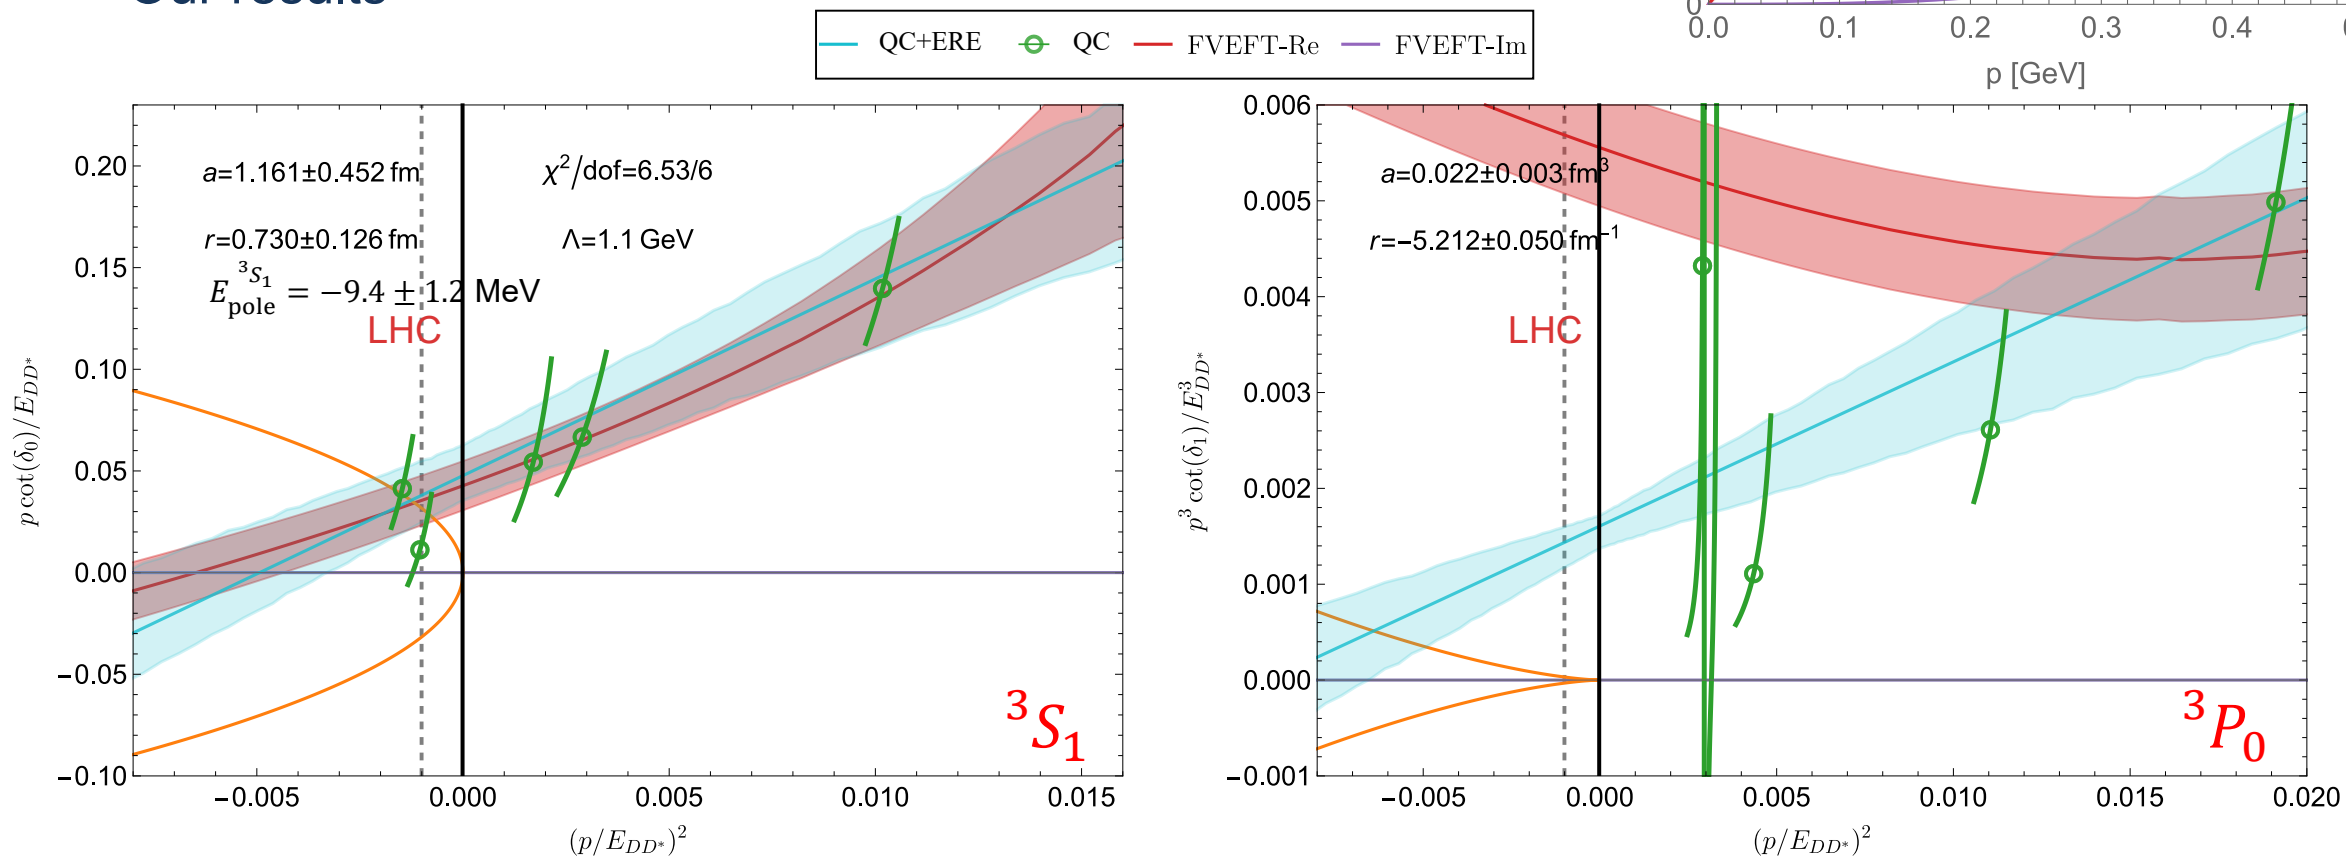 Our results
0
0.0 0.1 0.2 0.3 0.4
p [GeV]
QC+ERE QC FVEFT-Re FVEFT-Im
0.20
0.15
0.10
0.05
0.00
−0.05
−0.10
p cot(δ₀)/E_{DD*}
a=1.161±0.452 fm
χ²/dof=6.53/6
r=0.730±0.126 fm
Λ=1.1 GeV
E_{pole}^{³S₁} = −9.4 ± 1.2 MeV
LHC
³S₁
−0.005 0.000 0.005 0.010 0.015
(p/E_{DD*})²
0.006
0.005
0.004
0.003
0.002
0.001
0.000
−0.001
p³ cot(δ₁)/E³_{DD*}
a=0.022±0.003 fm³
r=−5.212±0.050 fm⁻¹
LHC
³P₀
−0.005 0.000 0.005 0.010 0.015 0.020
(p/E_{DD*})²